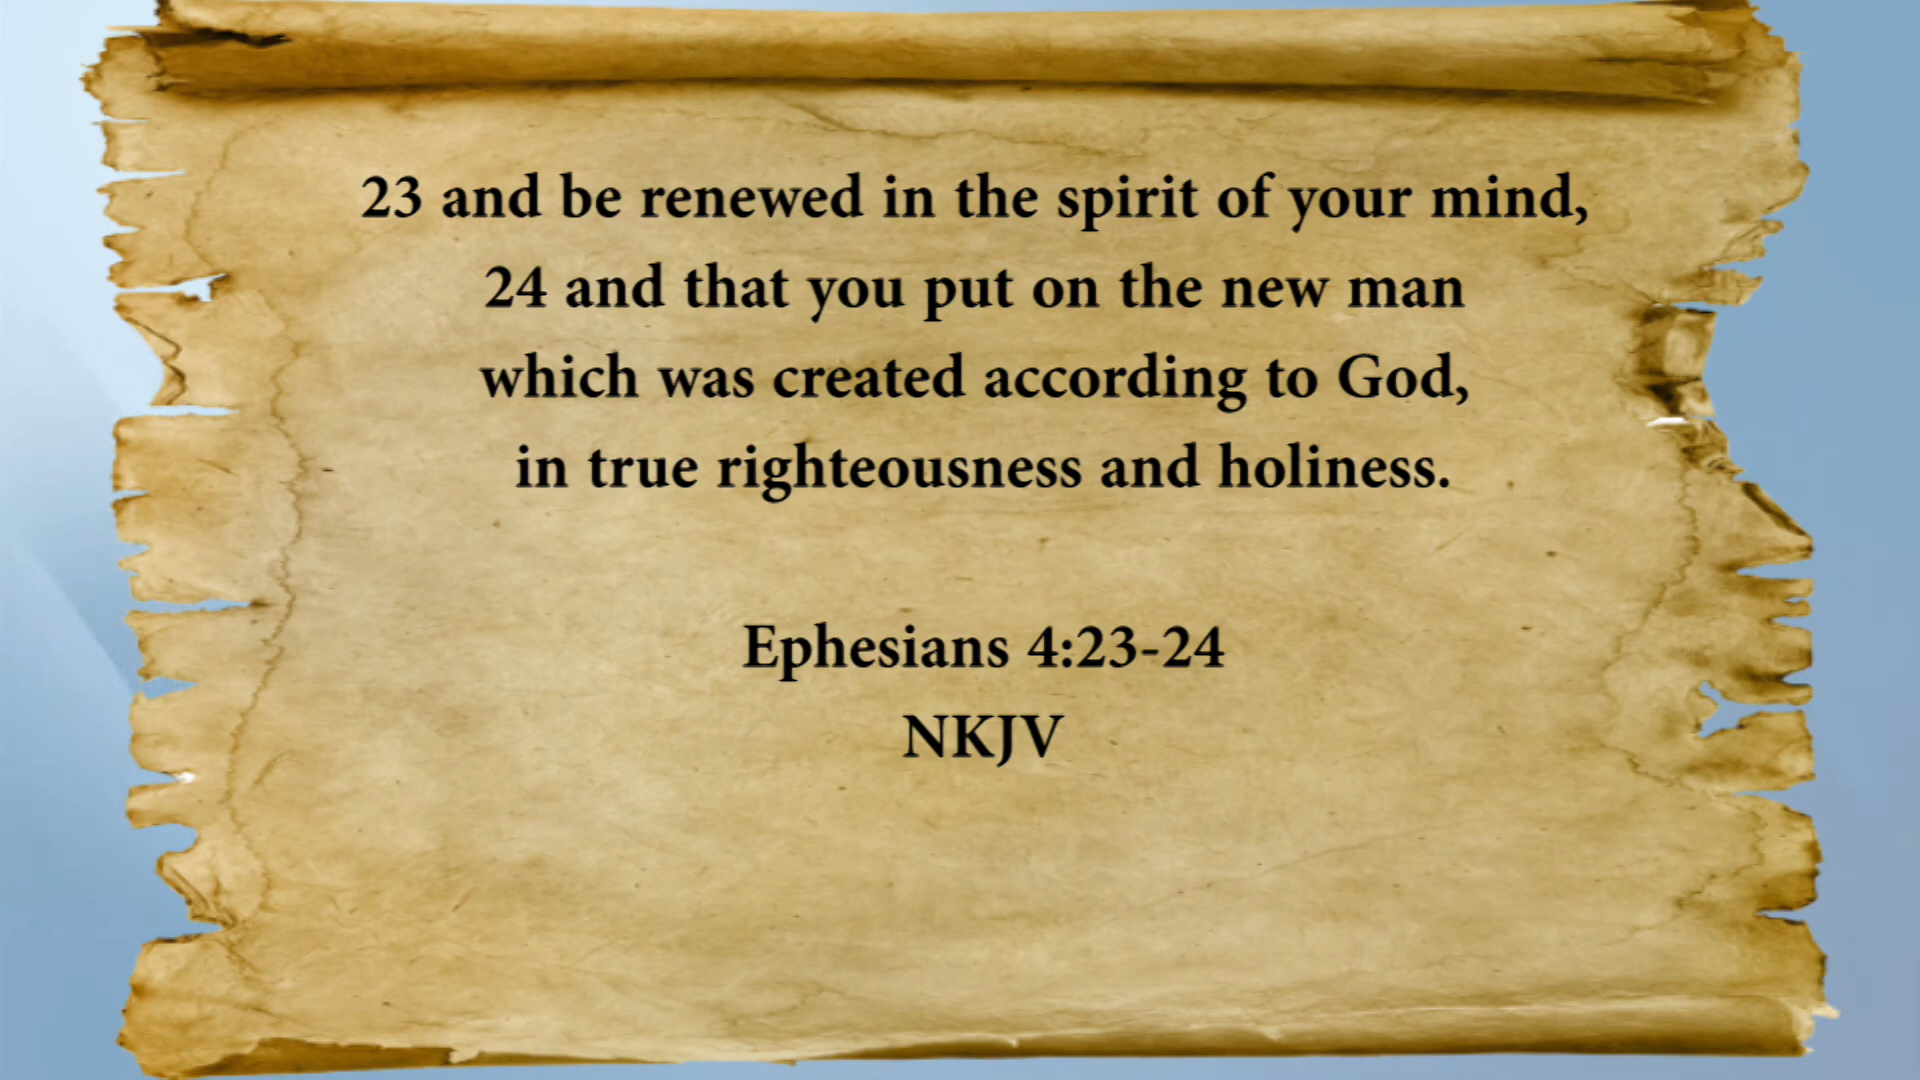 23 and be renewed in the spirit of your mind,
24 and that you put on the new man
which was created according to God,
in true righteousness and holiness.
Ephesians 4:23-24
NKJV